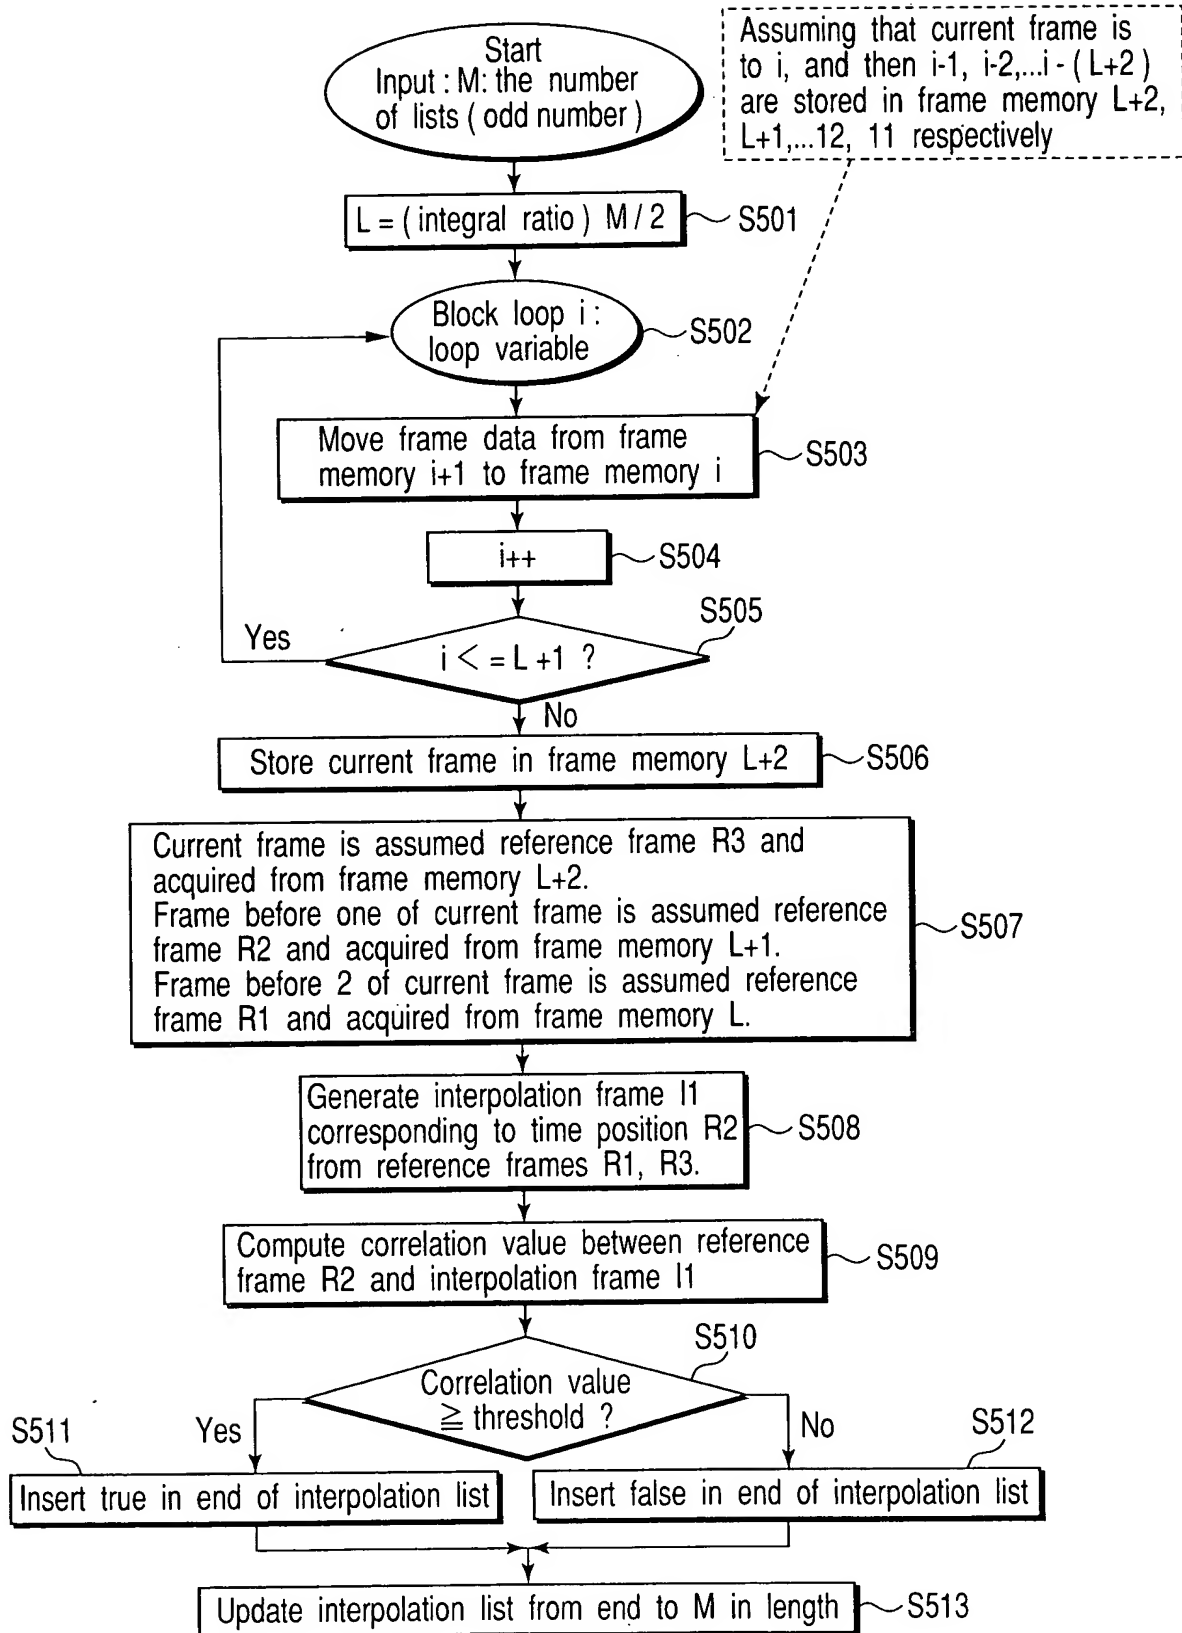 Start
Input : M: the number
of lists ( odd number )
Assuming that current frame is
to i, and then i-1, i-2,...i - ( L+2 )
are stored in frame memory L+2,
L+1,...12, 11 respectively
L = ( integral ratio ) M / 2
S501
Block loop i :
loop variable
S502
Move frame data from frame
memory i+1 to frame memory i
S503
i++
S504
S505
Yes
i < = L +1 ?
No
Store current frame in frame memory L+2
S506
Current frame is assumed reference frame R3 and
acquired from frame memory L+2.
Frame before one of current frame is assumed reference
frame R2 and acquired from frame memory L+1.
Frame before 2 of current frame is assumed reference
frame R1 and acquired from frame memory L.
S507
Generate interpolation frame I1
corresponding to time position R2
from reference frames R1, R3.
S508
Compute correlation value between reference
frame R2 and interpolation frame I1
S509
S510
Correlation value
≧ threshold ?
S511
Yes
No
S512
Insert true in end of interpolation list
Insert false in end of interpolation list
Update interpolation list from end to M in length
S513